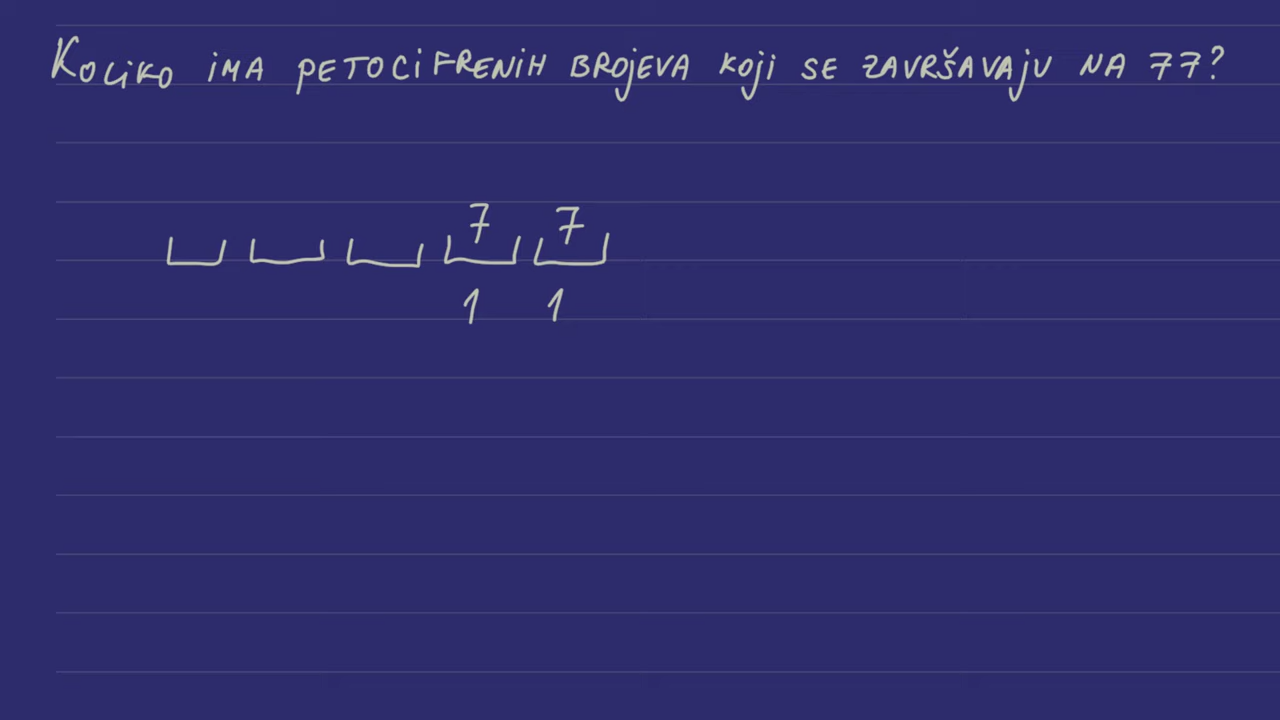 KOLIKO IMA PETOCIFRENIH BROJEVA KOJI SE ZAVRŠAVAJU NA 77?
7 7
1 1